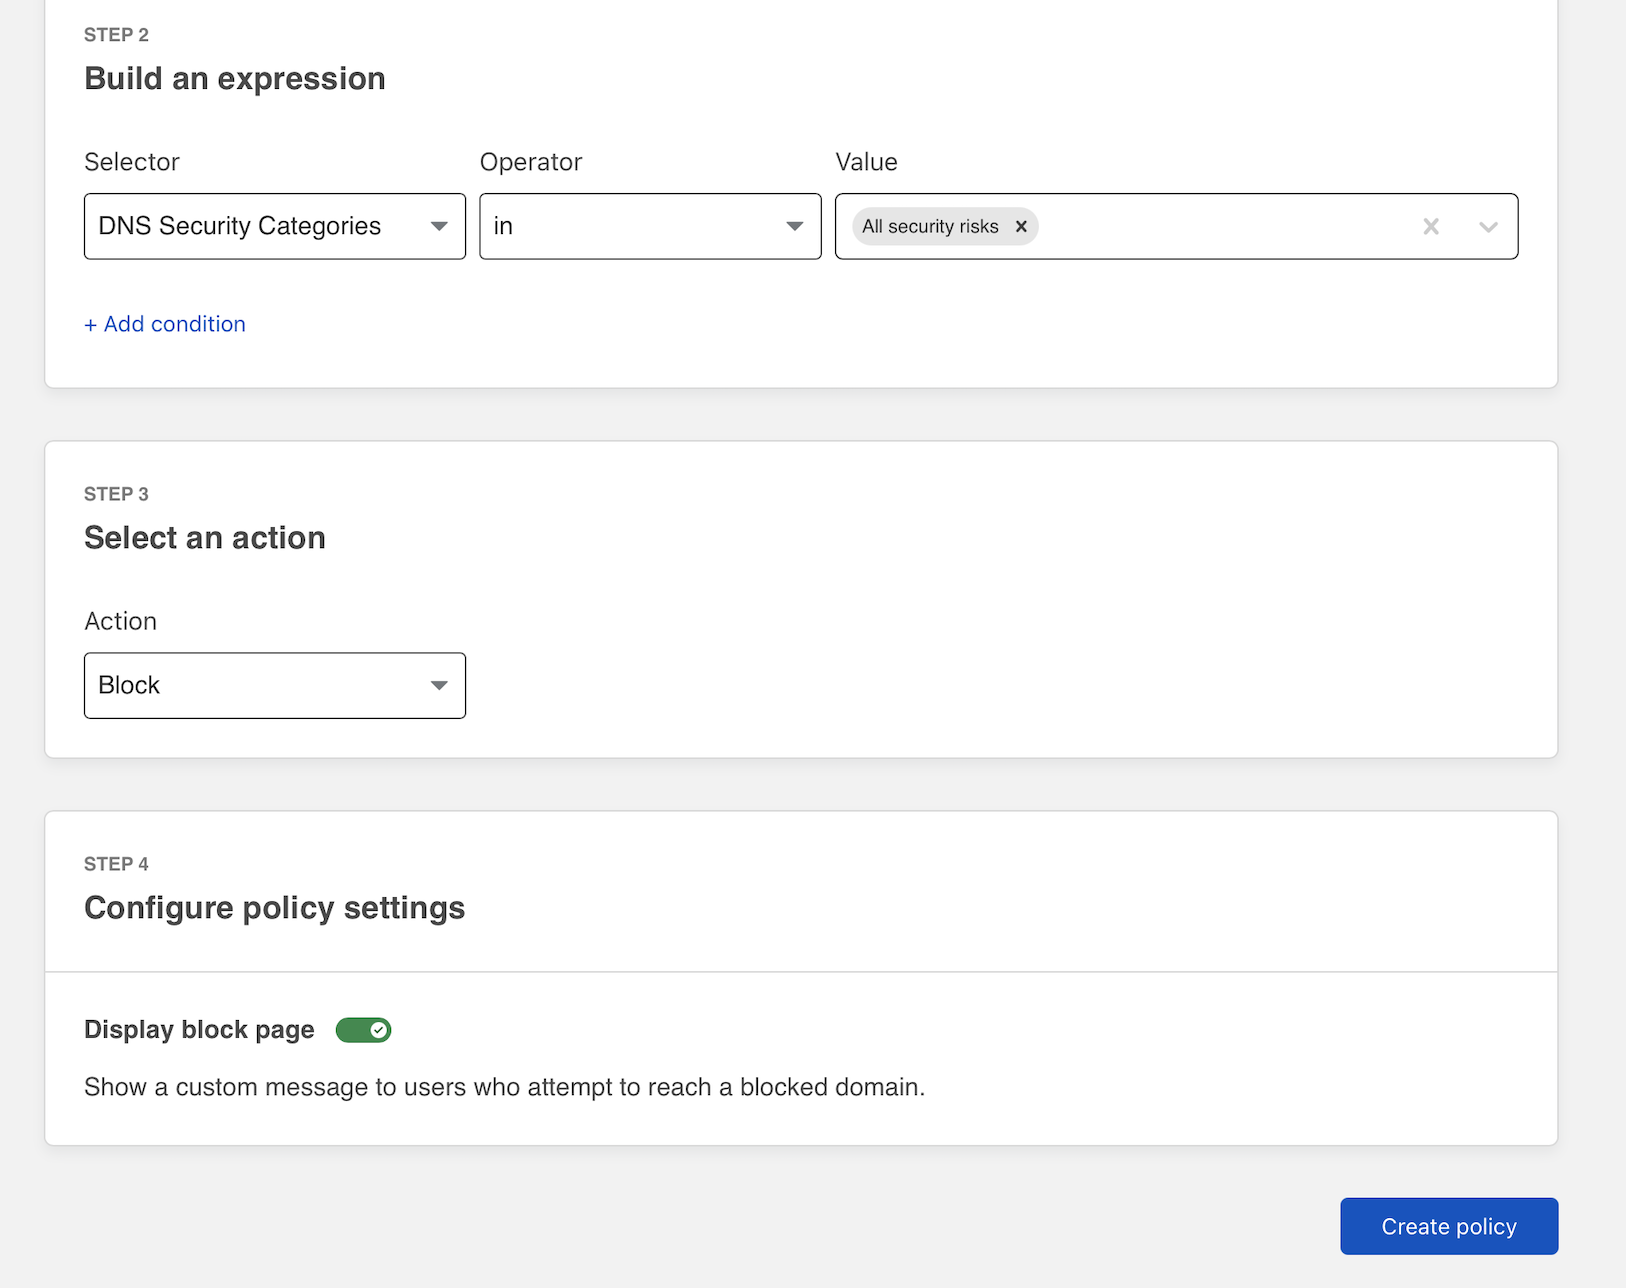 STEP 2
Build an expression
Selector
Operator
Value
DNS Security Categories
in
All security risks
+ Add condition
STEP 3
Select an action
Action
Block
STEP 4
Configure policy settings
Display block page
Show a custom message to users who attempt to reach a blocked domain.
Create policy